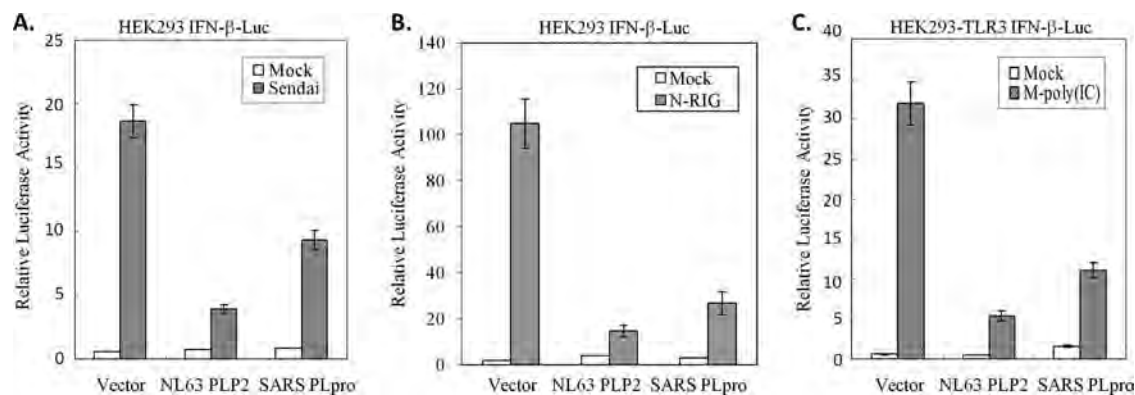 A.
HEK293 IFN-β-Luc
Relative Luciferase Activity
25
20
15
10
5
0
Mock
Sendai
Vector NL63 PLP2 SARS PLpro
B.
HEK293 IFN-β-Luc
Relative Luciferase Activity
140
120
100
80
60
40
20
0
Mock
N-RIG
Vector NL63 PLP2 SARS PLpro
C.
HEK293-TLR3 IFN-β-Luc
Relative Luciferase Activity
40
35
30
25
20
15
10
5
0
Mock
M-poly(IC)
Vector NL63 PLP2 SARS PLpro